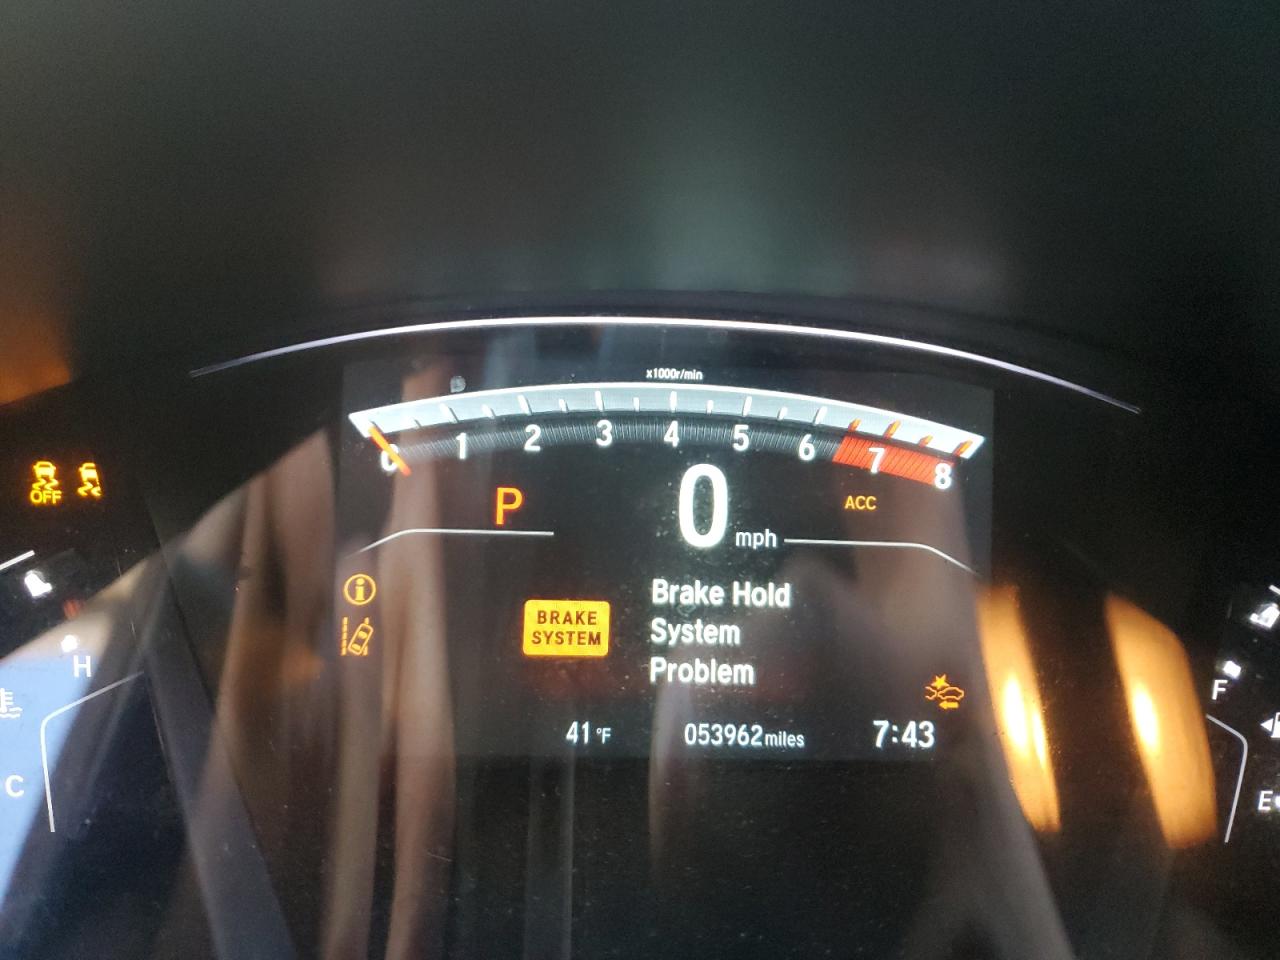 x1000r/min
0 1 2 3 4 5 6 7 8
OFF
P
0 mph
ACC
BRAKE
SYSTEM
Brake Hold
System
Problem
H
C
F
E
41°F
053962miles
7:43